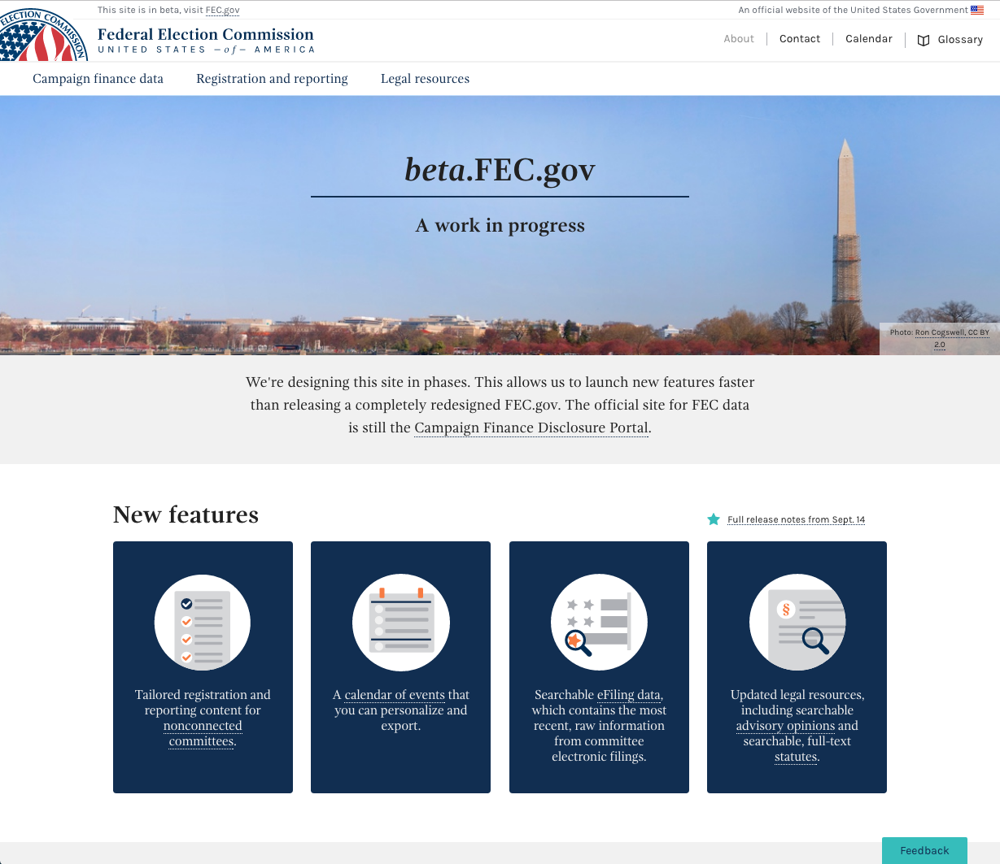 This site is in beta, visit FEC.gov
An official website of the United States Government
ELECTION COMMISSION
Federal Election Commission
UNITED STATES —of— AMERICA
About
Contact
Calendar
Glossary
Campaign finance data
Registration and reporting
Legal resources
beta.FEC.gov
A work in progress
Photo: Ron Cogswell, CC BY
2.0
We're designing this site in phases. This allows us to launch new features faster
than releasing a completely redesigned FEC.gov. The official site for FEC data
is still the Campaign Finance Disclosure Portal.
New features
Full release notes from Sept. 14
Tailored registration and
reporting content for
nonconnected
committees.
A calendar of events that
you can personalize and
export.
Searchable eFiling data,
which contains the most
recent, raw information
from committee
electronic filings.
§
Updated legal resources,
including searchable
advisory opinions and
searchable, full-text
statutes.
Feedback